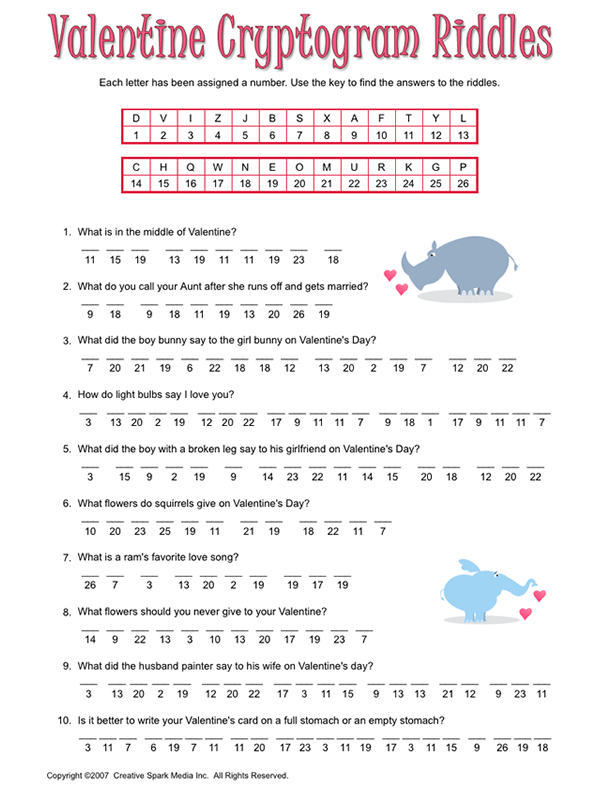 Valentine Cryptogram Riddles
Each letter has been assigned a number. Use the key to find the answers to the riddles.
D V I Z J B S X A F T Y L
1 2 3 4 5 6 7 8 9 10 11 12 13
C H Q W N E O M U R K G P
14 15 16 17 18 19 20 21 22 23 24 25 26
1. What is in the middle of Valentine?
11 15 19 13 19 11 11 19 23 18
2. What do you call your Aunt after she runs off and gets married?
9 18 9 18 11 19 13 20 26 19
3. What did the boy bunny say to the girl bunny on Valentine's Day?
7 20 21 19 6 22 18 18 12 13 20 2 19 7 12 20 22
4. How do light bulbs say I love you?
3 13 20 2 19 12 20 22 17 9 11 11 7 9 18 1 17 9 11 11 7
5. What did the boy with a broken leg say to his girlfriend on Valentine's Day?
3 15 9 2 19 9 14 23 22 11 14 15 20 18 12 20 22
6. What flowers do squirrels give on Valentine's Day?
10 20 23 25 19 11 21 19 18 22 11 7
7. What is a ram's favorite love song?
26 7 3 13 20 2 19 19 17 19
8. What flowers should you never give to your Valentine?
14 9 22 13 3 10 13 20 17 19 23 7
9. What did the husband painter say to his wife on Valentine's day?
3 13 20 2 19 12 20 22 17 3 11 15 9 13 13 21 12 9 23 11
10. Is it better to write your Valentine's card on a full stomach or an empty stomach?
3 11 7 6 19 7 11 11 20 17 23 3 11 19 17 3 11 15 9 26 19 18
Copyright ©2007 Creative Spark Media Inc. All Rights Reserved.